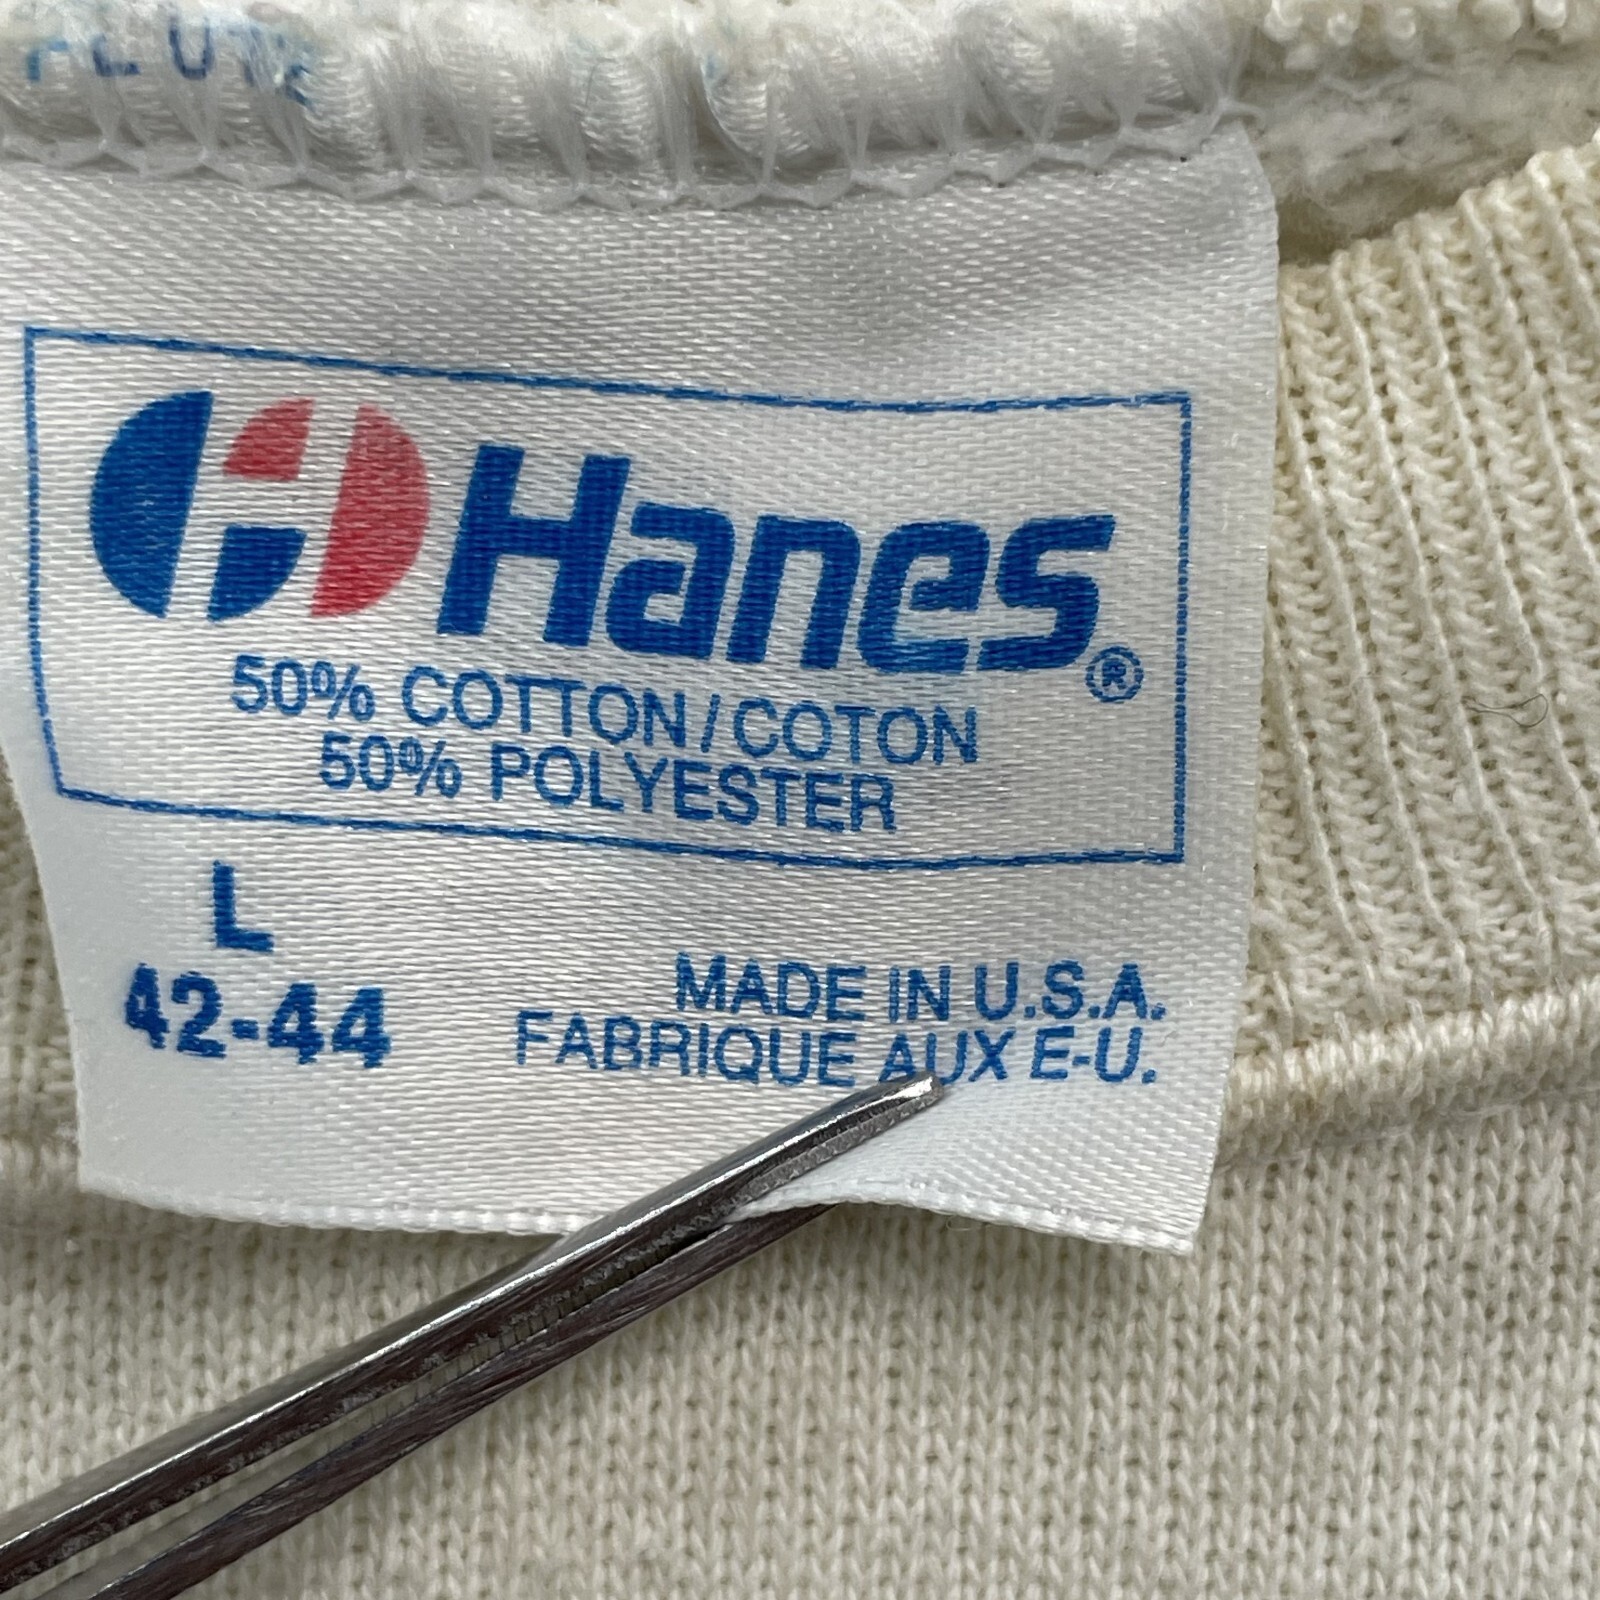 Hanes®
50% COTTON/COTON
50% POLYESTER
L
42-44
MADE IN U.S.A.
FABRIQUE AUX E-U.